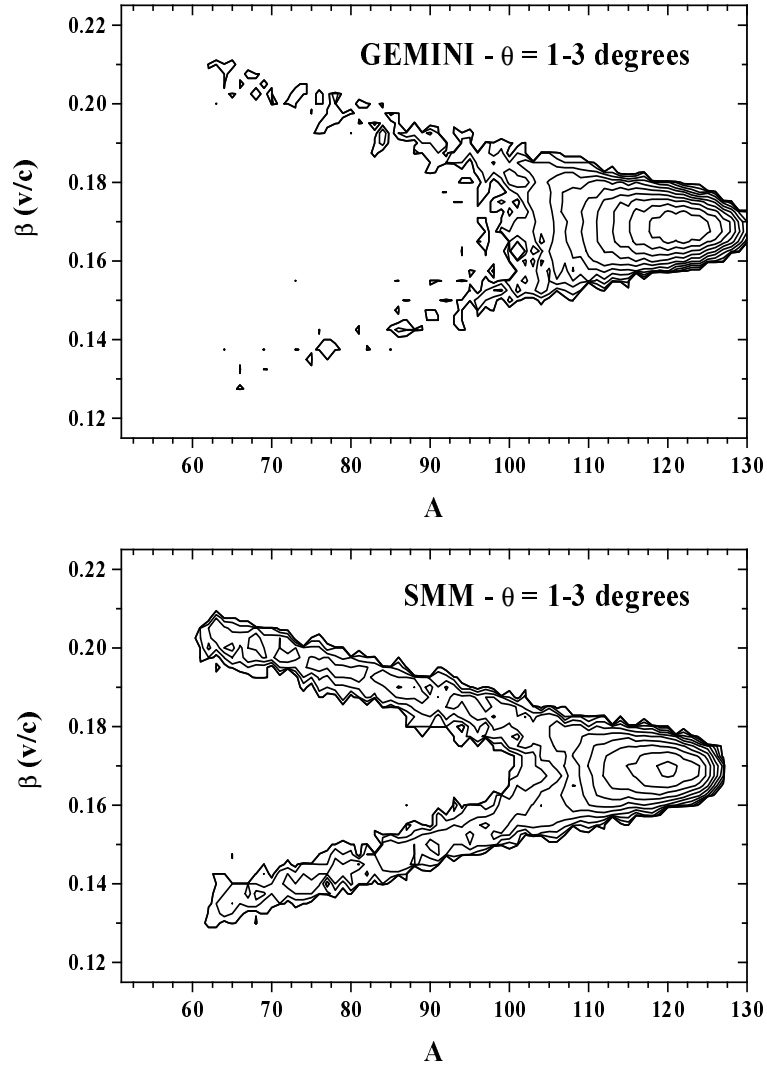 GEMINI - θ = 1-3 degrees
β (v/c)
0.22
0.20
0.18
0.16
0.14
0.12
60 70 80 90 100 110 120 130
A
SMM - θ = 1-3 degrees
β (v/c)
0.22
0.20
0.18
0.16
0.14
0.12
60 70 80 90 100 110 120 130
A